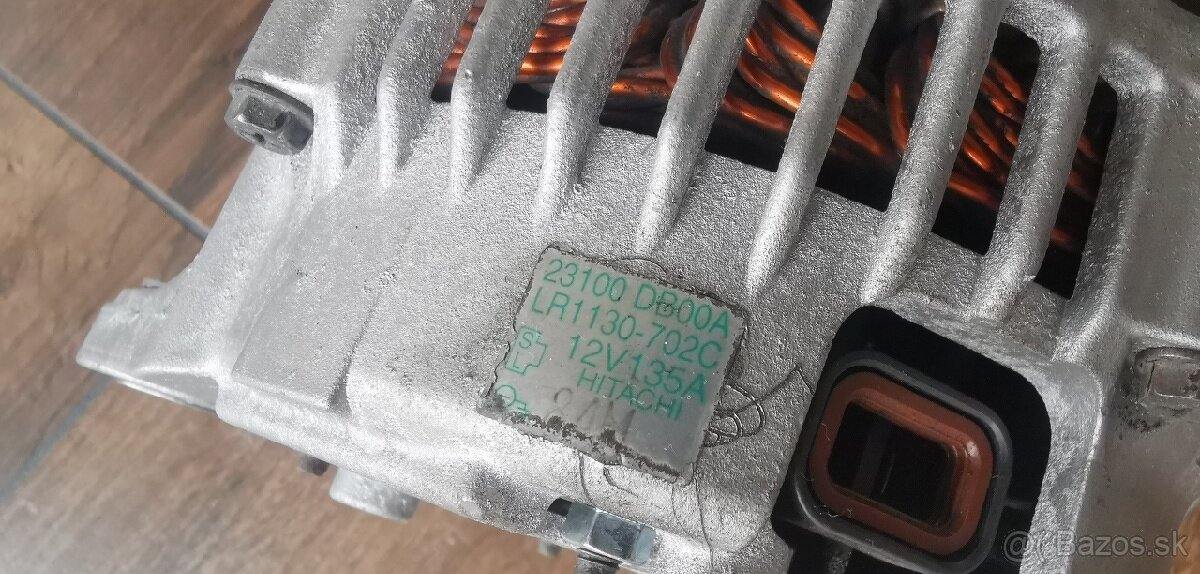 23100 DB00A
LR1130-702C
S 12V135A
L
HITACHI
@ Bazos.sk